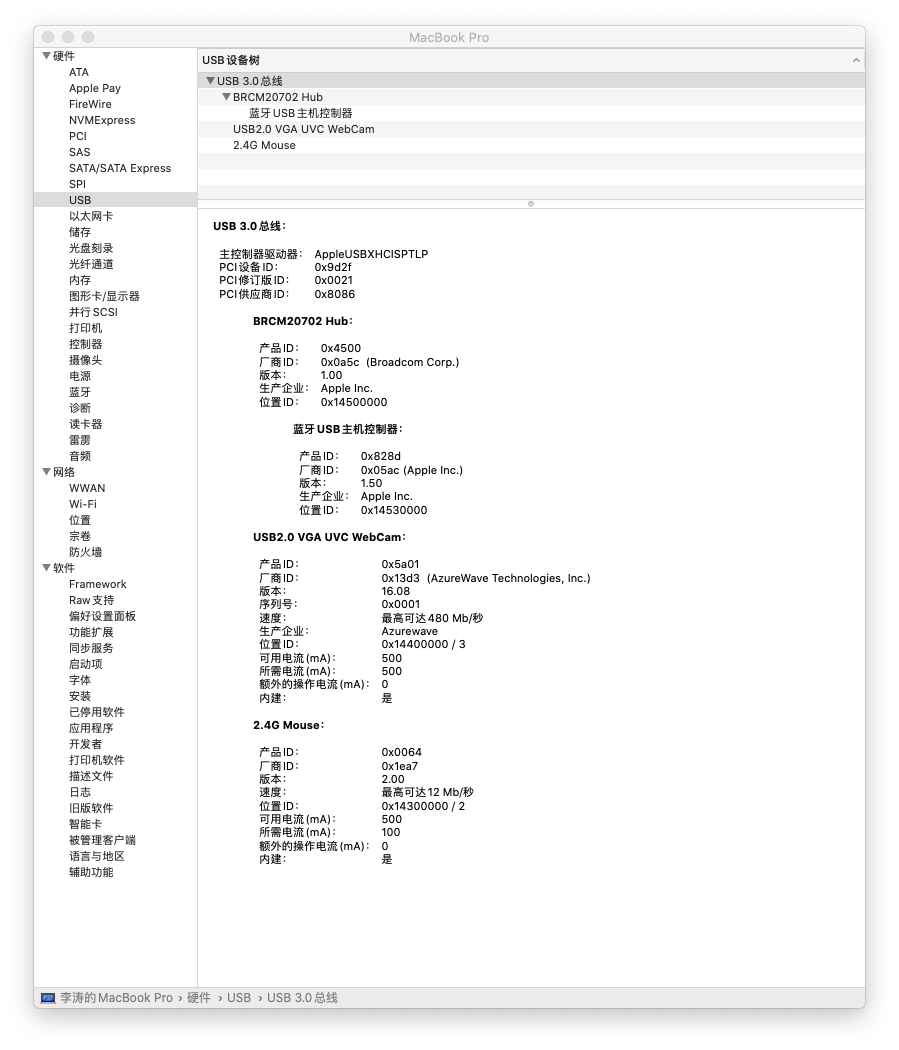 MacBook Pro
硬件
ATA
Apple Pay
FireWire
NVMExpress
PCI
SAS
SATA/SATA Express
SPI
USB
以太网卡
储存
光盘刻录
光纤通道
内存
图形卡/显示器
并行 SCSI
打印机
控制器
摄像头
电源
蓝牙
诊断
读卡器
雷雳
音频
网络
WWAN
Wi-Fi
位置
宗卷
防火墙
软件
Framework
Raw 支持
偏好设置面板
功能扩展
同步服务
启动项
字体
安装
已停用软件
应用程序
开发者
打印机软件
描述文件
日志
旧版软件
智能卡
被管理客户端
语言与地区
辅助功能
USB 设备树
USB 3.0 总线
BRCM20702 Hub
蓝牙 USB 主机控制器
USB2.0 VGA UVC WebCam
2.4G Mouse
USB 3.0 总线：
主控制器驱动器： AppleUSBXHCISPTLP
PCI 设备 ID： 0x9d2f
PCI 修订版 ID： 0x0021
PCI 供应商 ID： 0x8086
BRCM20702 Hub：
产品 ID： 0x4500
厂商 ID： 0x0a5c (Broadcom Corp.)
版本： 1.00
生产企业： Apple Inc.
位置 ID： 0x14500000
蓝牙 USB 主机控制器：
产品 ID： 0x828d
厂商 ID： 0x05ac (Apple Inc.)
版本： 1.50
生产企业： Apple Inc.
位置 ID： 0x14530000
USB2.0 VGA UVC WebCam：
产品 ID： 0x5a01
厂商 ID： 0x13d3 (AzureWave Technologies, Inc.)
版本： 16.08
序列号： 0x0001
速度： 最高可达 480 Mb/秒
生产企业： Azurewave
位置 ID： 0x14400000 / 3
可用电流 (mA)： 500
所需电流 (mA)： 500
额外的操作电流 (mA)： 0
内建： 是
2.4G Mouse：
产品 ID： 0x0064
厂商 ID： 0x1ea7
版本： 2.00
速度： 最高可达 12 Mb/秒
位置 ID： 0x14300000 / 2
可用电流 (mA)： 500
所需电流 (mA)： 100
额外的操作电流 (mA)： 0
内建： 是
李涛的 MacBook Pro › 硬件 › USB › USB 3.0 总线